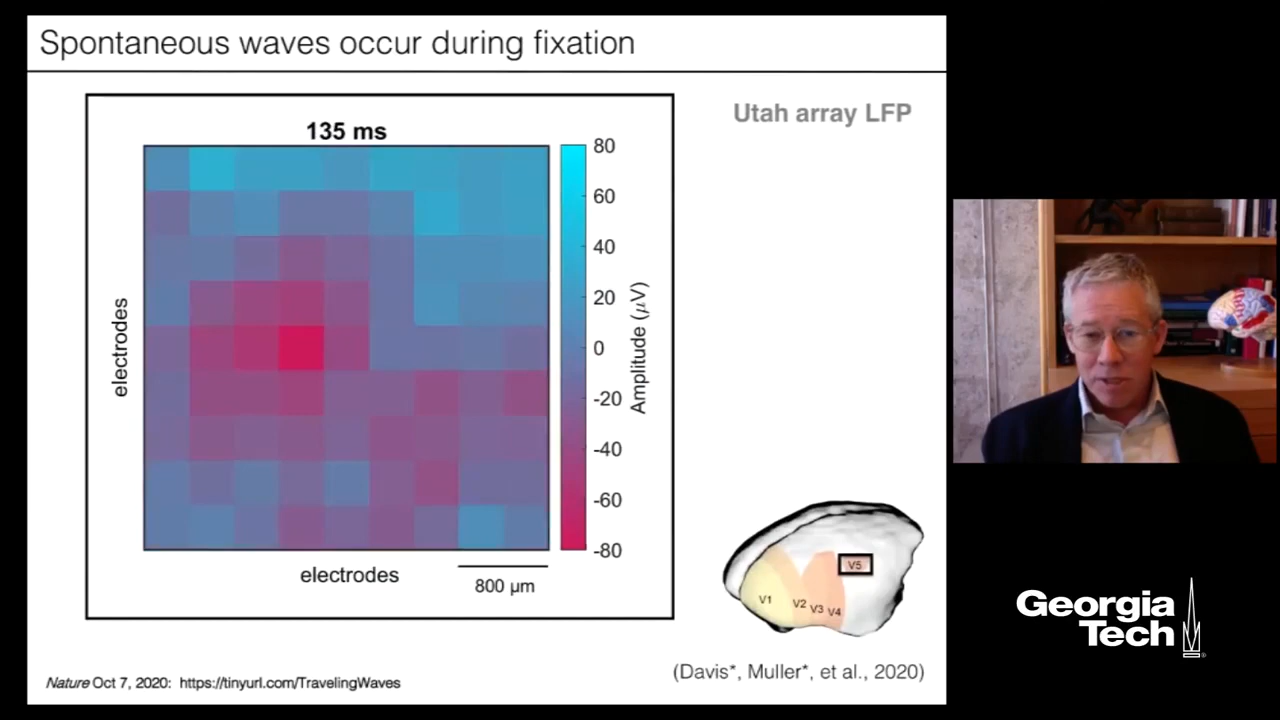 Spontaneous waves occur during fixation
Utah array LFP
135 ms
80
60
40
20
0
-20
-40
-60
-80
Amplitude (μV)
electrodes
electrodes
800 μm
V1
V2
V3
V4
V5
(Davis*, Muller*, et al., 2020)
Nature Oct 7, 2020: https://tinyurl.com/TravelingWaves
Georgia
Tech